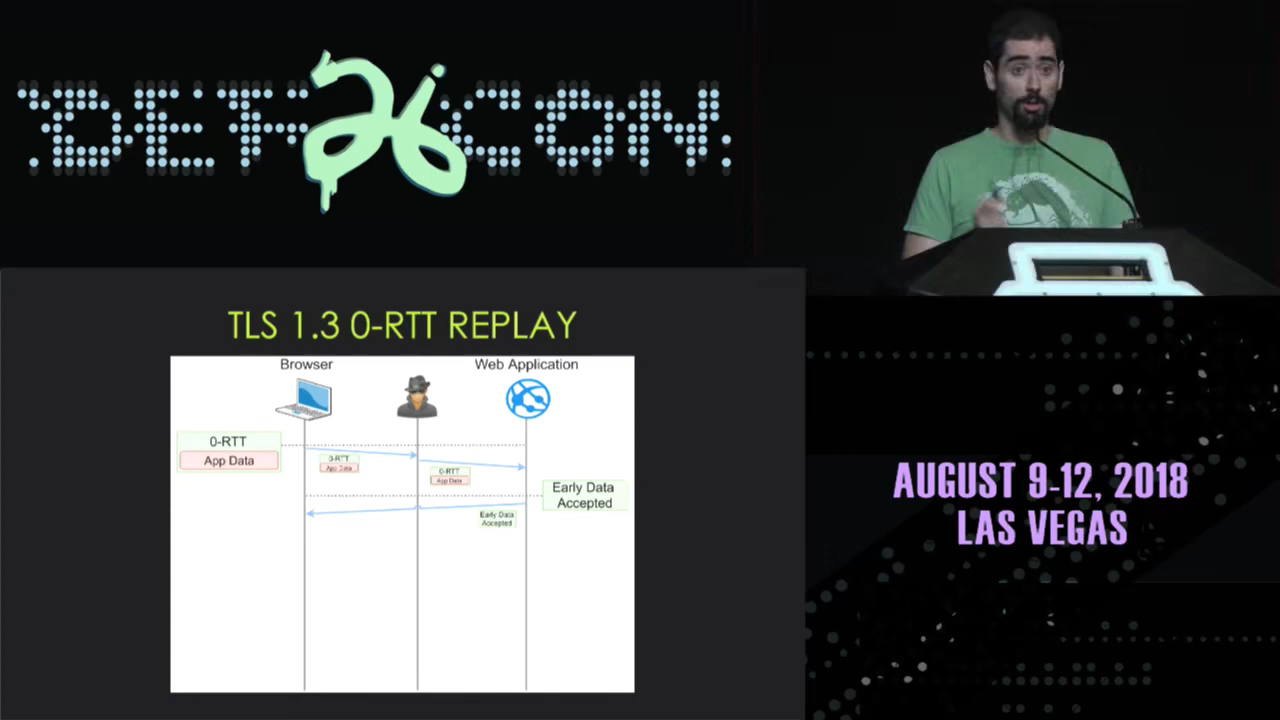 DEF 26 CON
TLS 1.3 0-RTT REPLAY
Browser
Web Application
0-RTT
App Data
0-RTT
App Data
0-RTT
App Data
Early Data
Accepted
Early Data
Accepted
AUGUST 9-12, 2018
LAS VEGAS